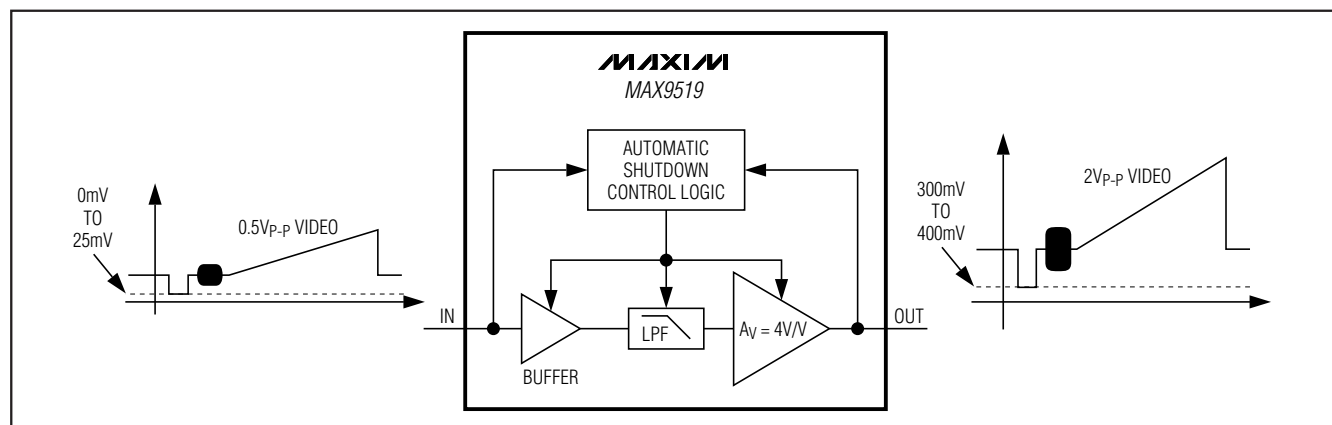 MAXIM
MAX9519
AUTOMATIC
SHUTDOWN
CONTROL LOGIC
0mV
TO
25mV
0.5VP-P VIDEO
IN
BUFFER
LPF
AV = 4V/V
OUT
300mV
TO
400mV
2VP-P VIDEO